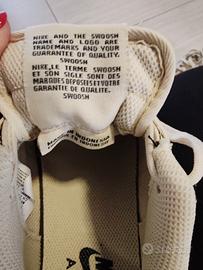 NIKE AND THE SWOOSH
NAME AND LOGO ARE
TRADEMARKS AND YOUR
GUARANTEE OF QUALITY.
SWOOSH
NIKE, LE TERME SWOOSH
ET SON SIGLE SONT DES
MARQUES DEPOSEES ET VOTRE
GARANTIE DE QUALITE.
SWOOSH
MADE IN INDONESIA
A
subito